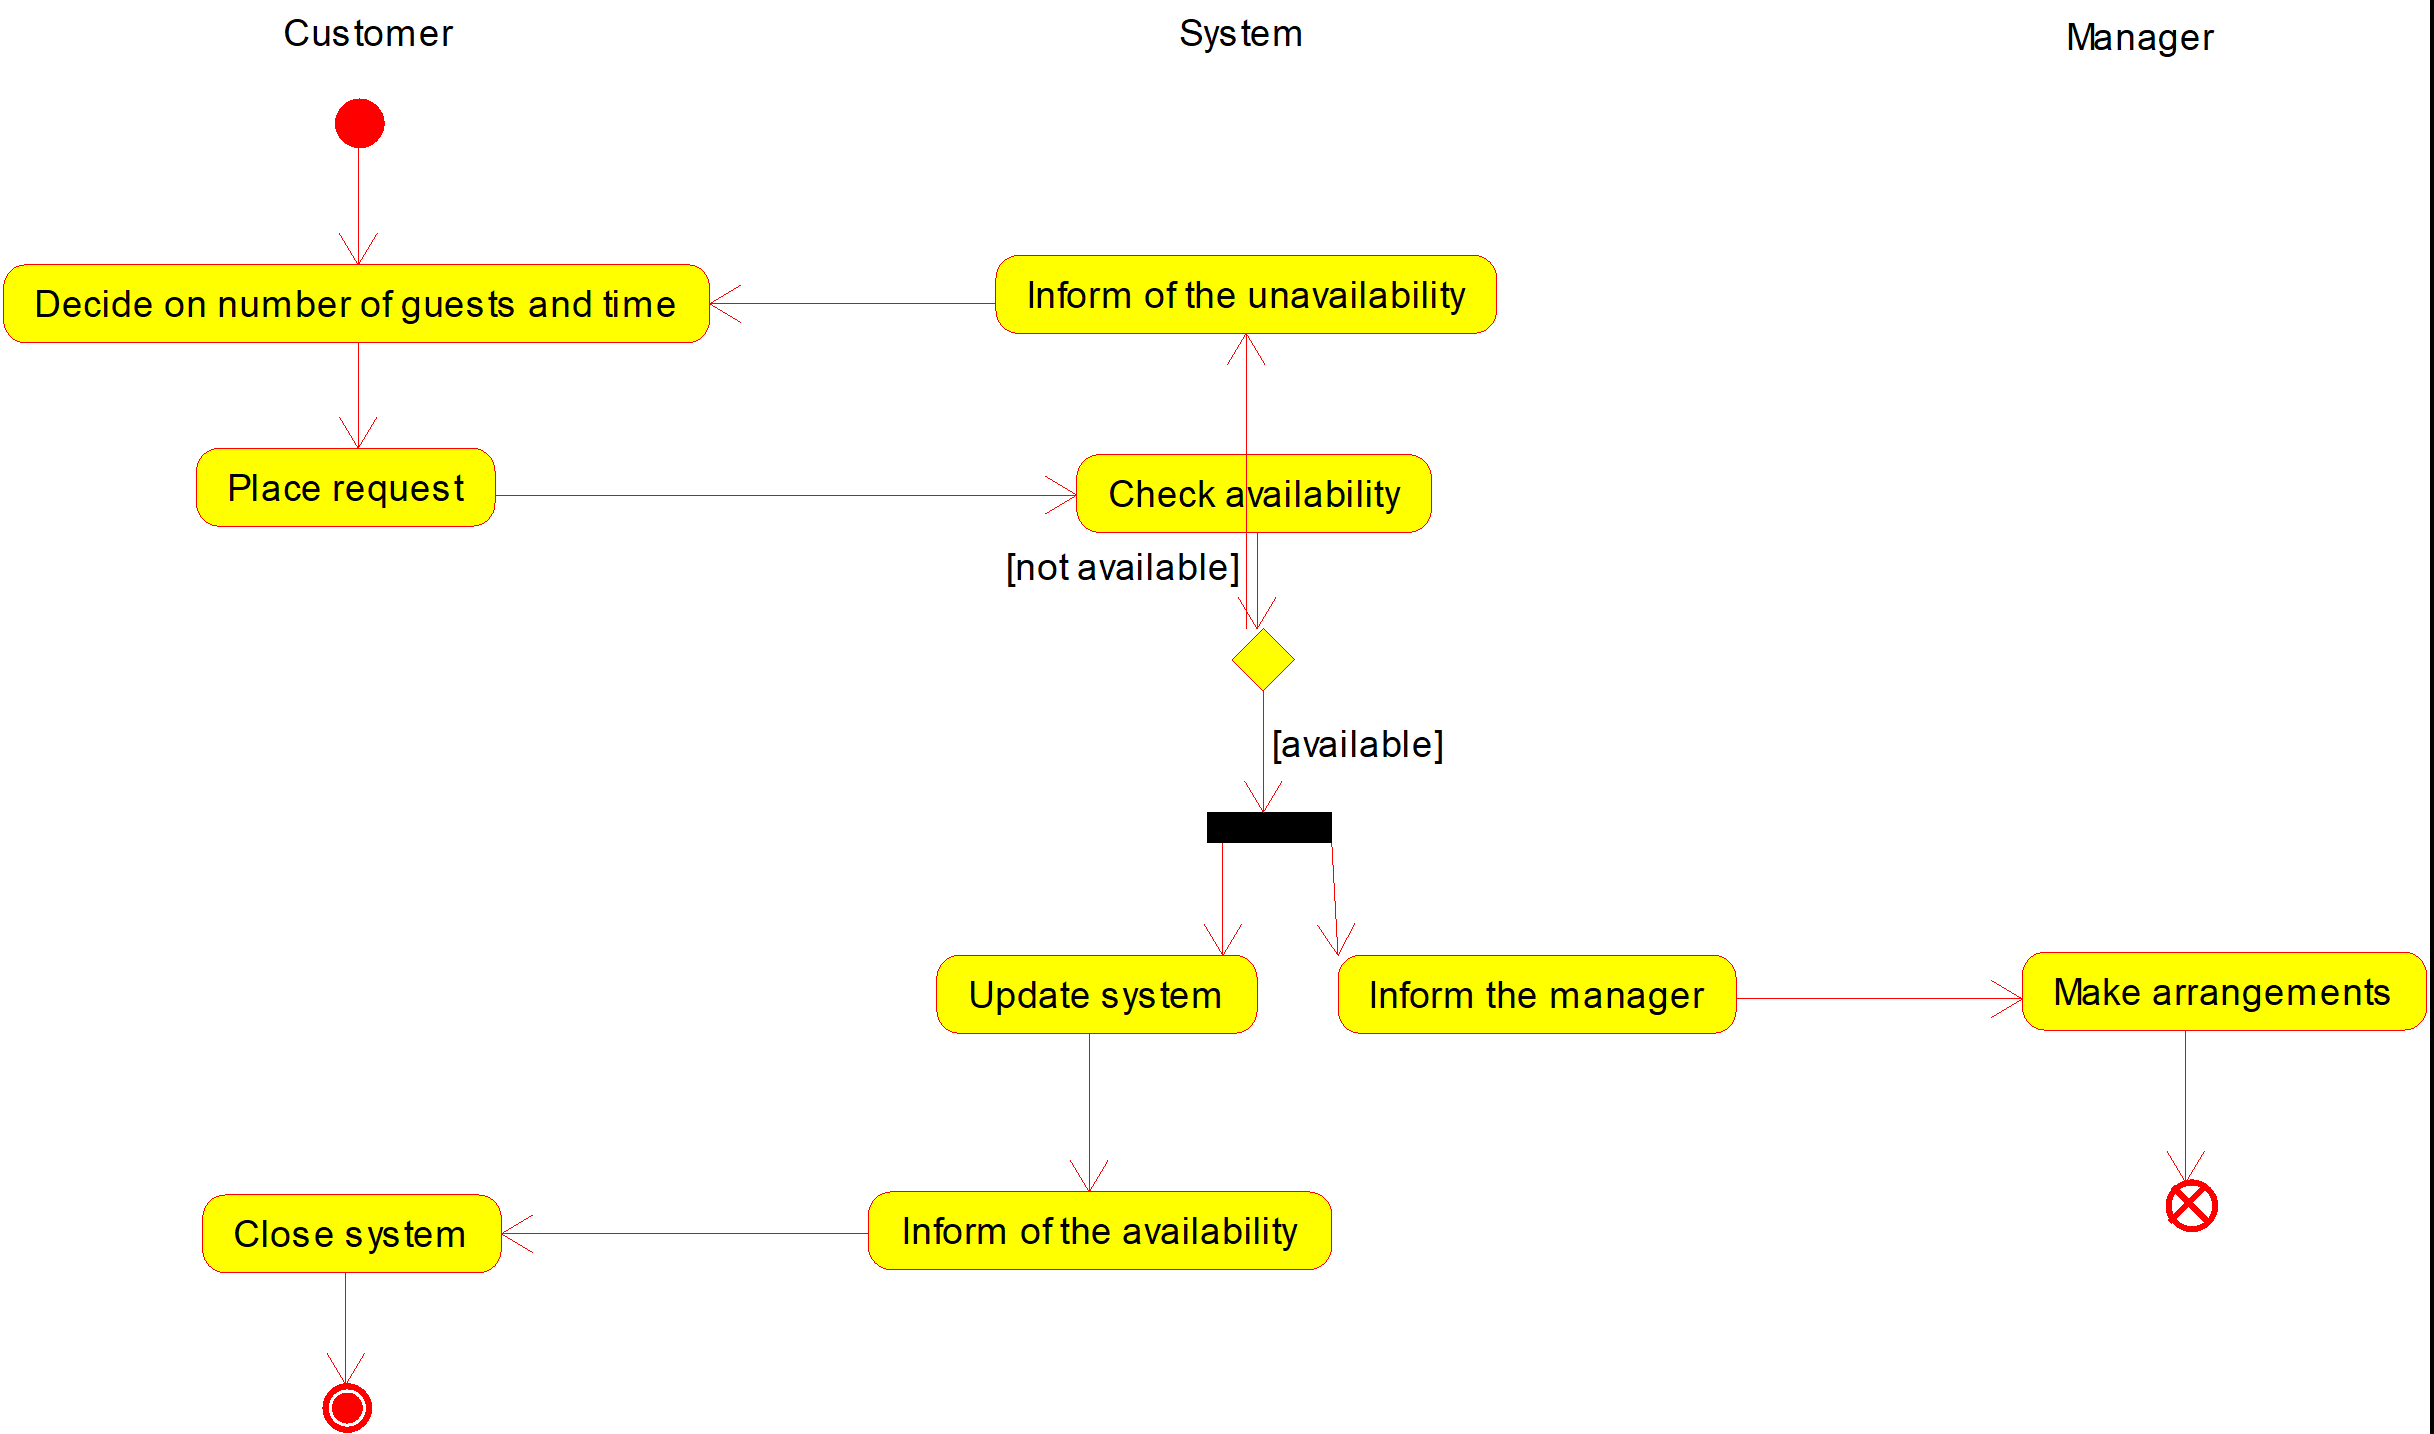 Customer
System
Manager
Decide on number of guests and time
Inform of the unavailability
Place request
Check availability
[not available]
[available]
Update system
Inform the manager
Make arrangements
Close system
Inform of the availability